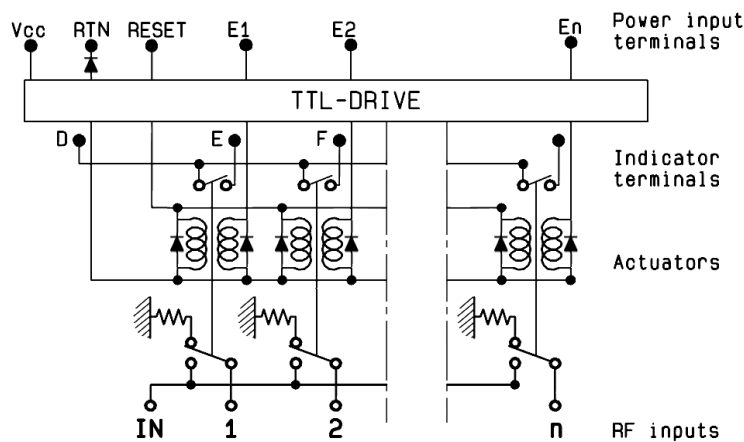 Vcc RTN RESET E1 E2 En Power input
terminals
TTL-DRIVE
D E F
Indicator
terminals
Actuators
IN 1 2 n RF inputs